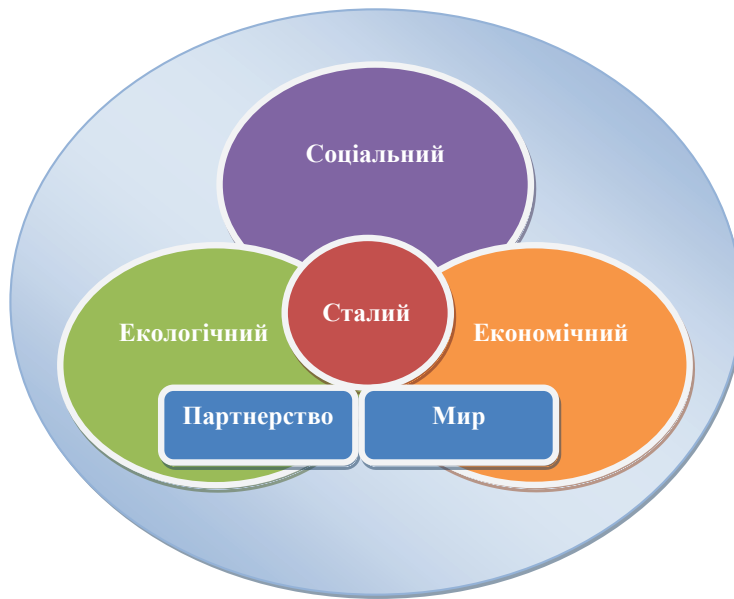 Соціальний
Сталий
Екологічний
Економічний
Партнерство
Мир